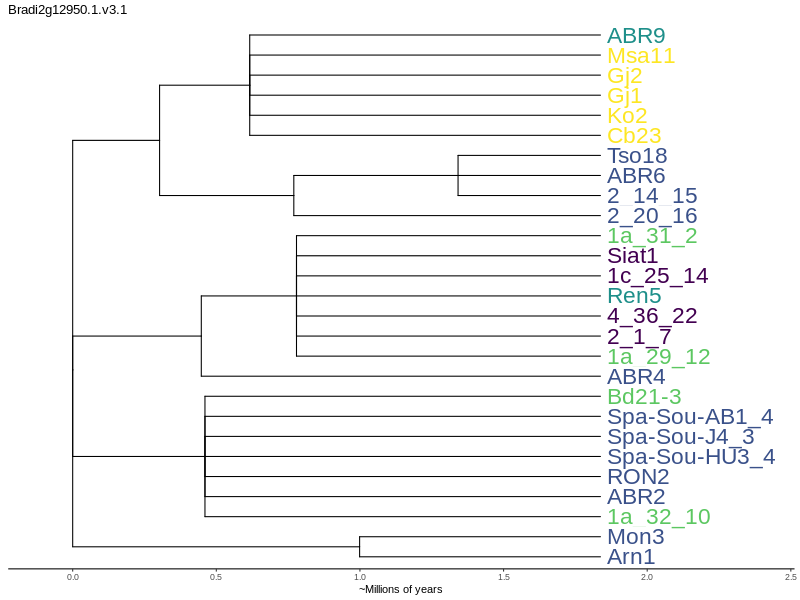 Bradi2g12950.1.v3.1
ABR9
Msa11
Gj2
Gj1
Ko2
Cb23
Tso18
ABR6
2_14_15
2_20_16
1a_31_2
Siat1
1c_25_14
Ren5
4_36_22
2_1_7
1a_29_12
ABR4
Bd21-3
Spa-Sou-AB1_4
Spa-Sou-J4_3
Spa-Sou-HU3_4
RON2
ABR2
1a_32_10
Mon3
Arn1
0.0 0.5 1.0 1.5 2.0 2.5
~Millions of years